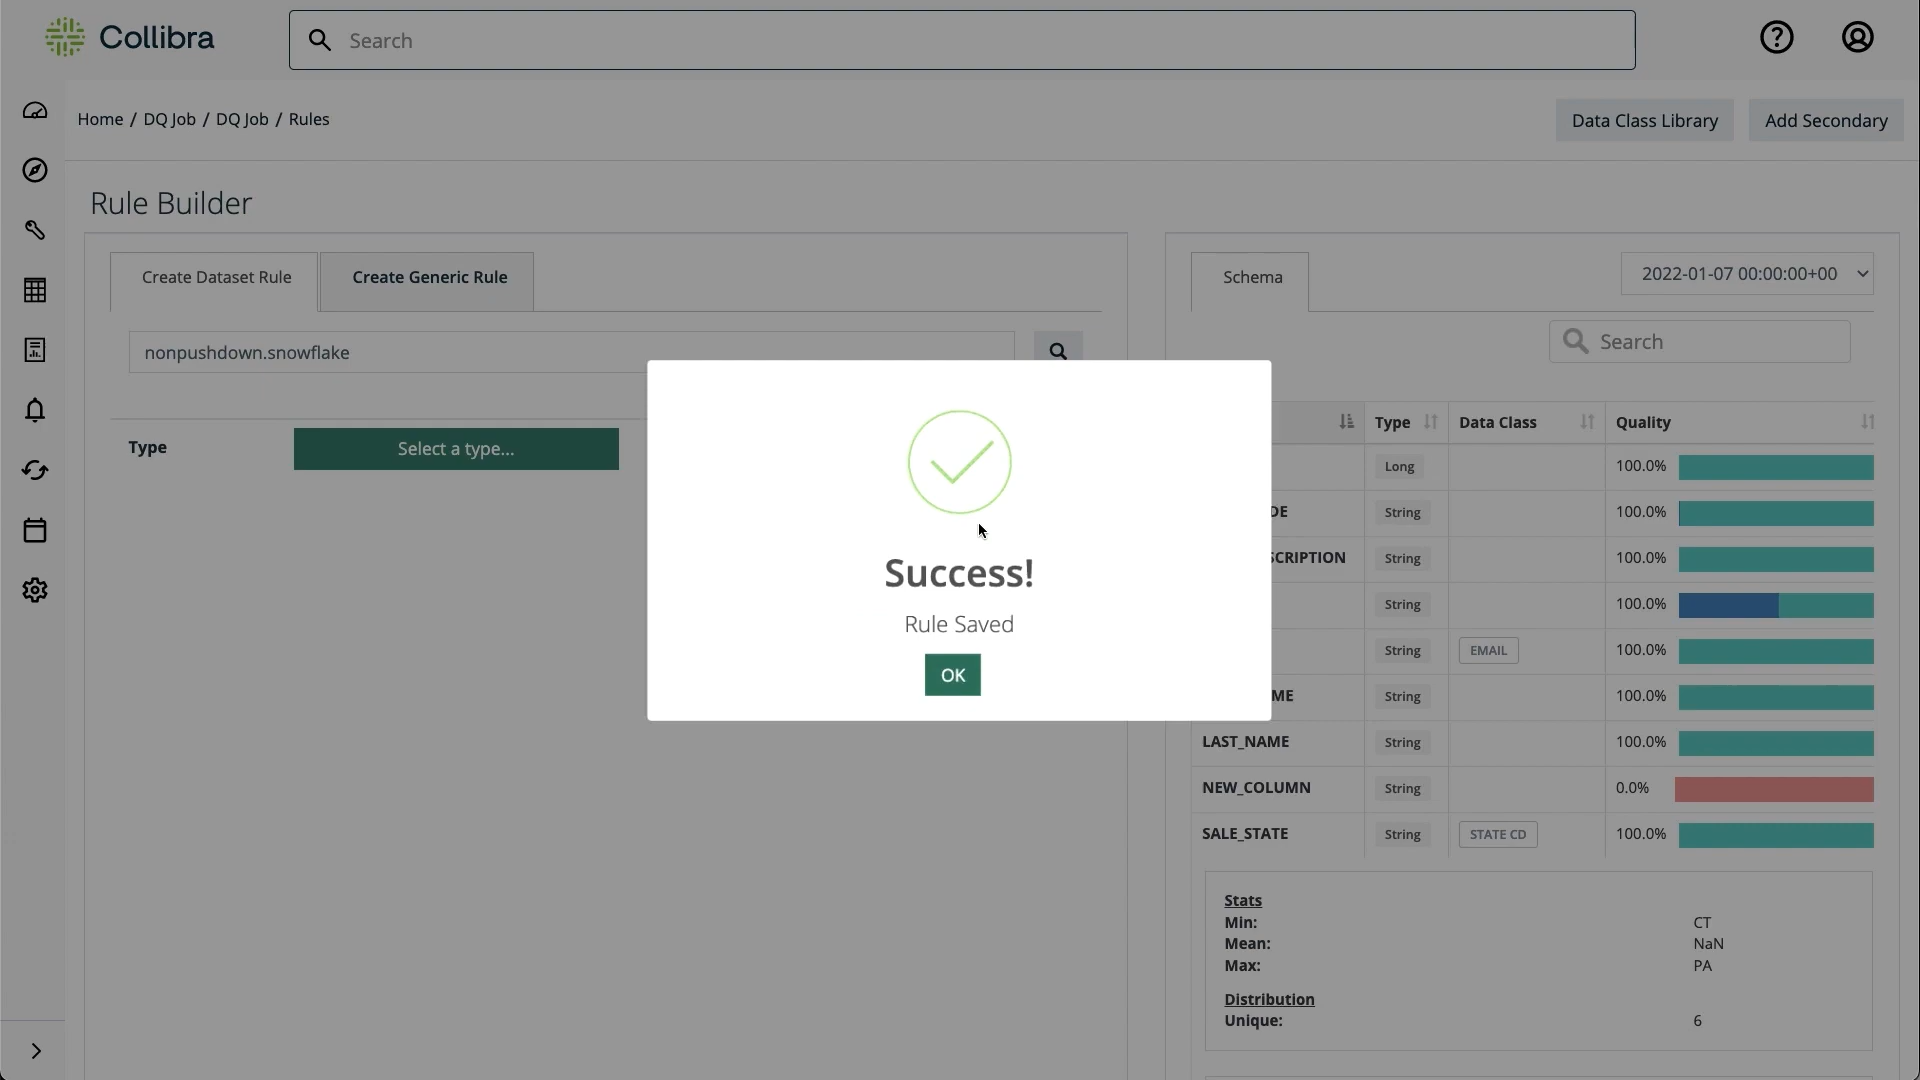 Collibra
Search
Home / DQ Job / DQ Job / Rules
Data Class Library
Add Secondary
Rule Builder
Create Dataset Rule
Create Generic Rule
Schema
2022-01-07 00:00:00+00
nonpushdown.snowflake
Search
Type
Select a type...
Type
Data Class
Quality
Long
100.0%
DE
String
100.0%
SCRIPTION
String
100.0%
String
100.0%
String
EMAIL
100.0%
ME
String
100.0%
LAST_NAME
String
100.0%
NEW_COLUMN
String
0.0%
SALE_STATE
String
STATE CD
100.0%
Success!
Rule Saved
OK
Stats
Min: CT
Mean: NaN
Max: PA
Distribution
Unique: 6